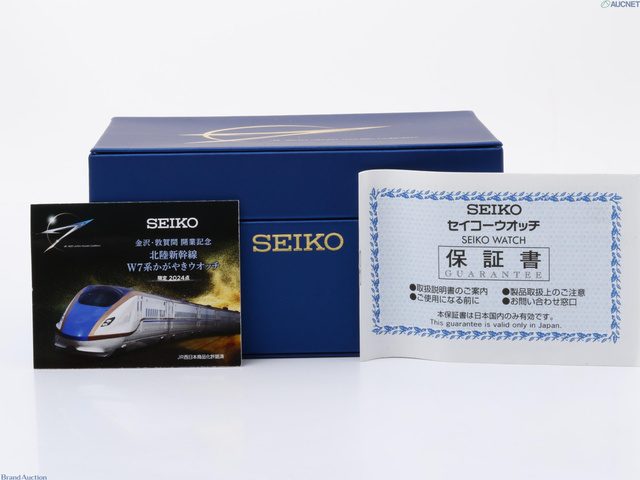 AUCNET
SEIKO
SEIKO
金沢・敦賀間 開業記念
北陸新幹線
W7系かがやきウオッチ
限定 2024点
JR西日本商品化許諾済
SEIKO
セイコーウオッチ
SEIKO WATCH
保証書
GUARANTEE
●取扱説明書のご案内
●製品取扱上のご注意
●ご使用になる前に
●お問い合わせ窓口
本保証書は日本国内のみ有効です。
This guarantee is valid only in Japan.
Brand Auction